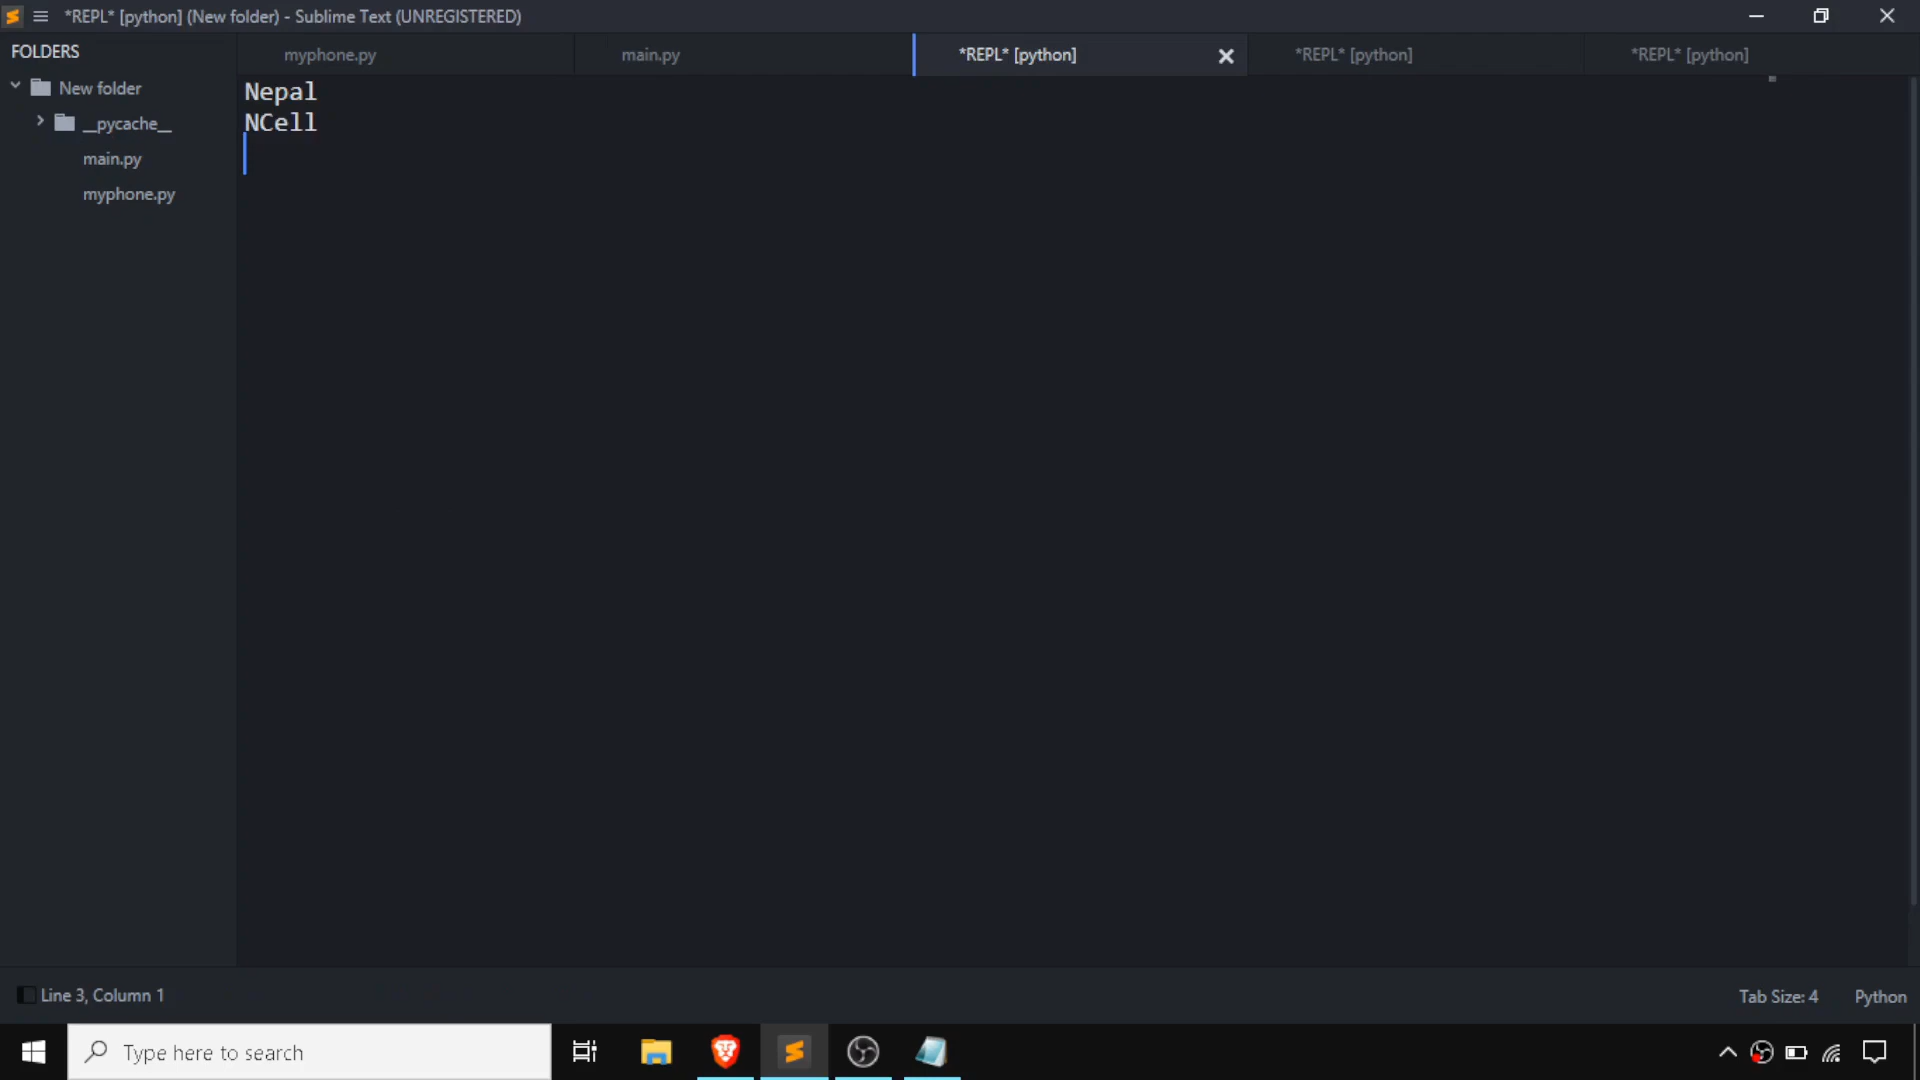 *REPL* [python] (New folder) - Sublime Text (UNREGISTERED)
FOLDERS
New folder
__pycache__
main.py
myphone.py
myphone.py
main.py
*REPL* [python]
*REPL* [python]
*REPL* [python]
Nepal
NCell
Line 3, Column 1
Tab Size: 4
Python
Type here to search